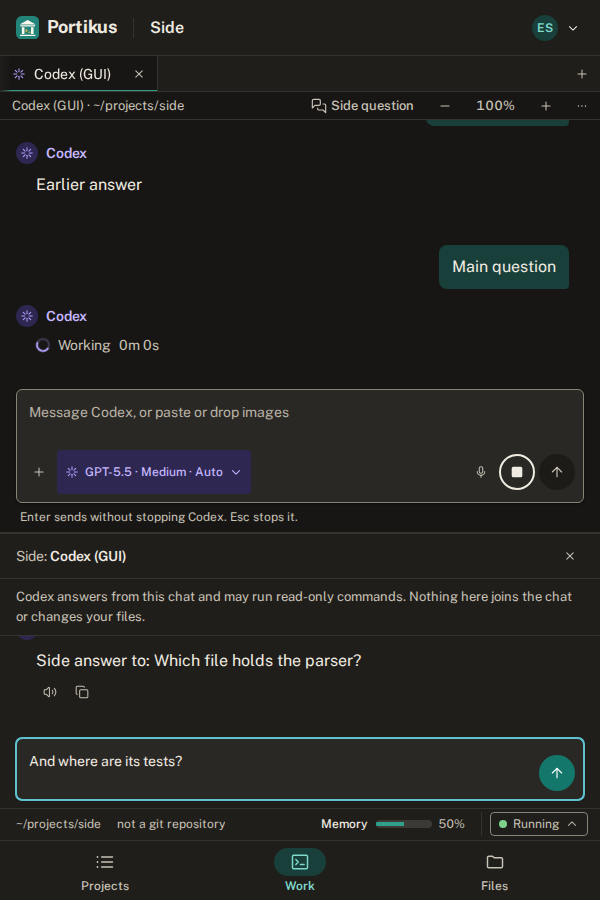 Portikus
Side
ES
Codex (GUI)
Codex (GUI) · ~/projects/side
Side question
100%
Codex
Earlier answer
Main question
Codex
Working 0m 0s
Message Codex, or paste or drop images
GPT-5.5 · Medium · Auto
Enter sends without stopping Codex. Esc stops it.
Side: Codex (GUI)
Codex answers from this chat and may run read-only commands. Nothing here joins the chat
or changes your files.
Side answer to: Which file holds the parser?
And where are its tests?
~/projects/side
not a git repository
Memory
50%
Running
Projects
Work
Files